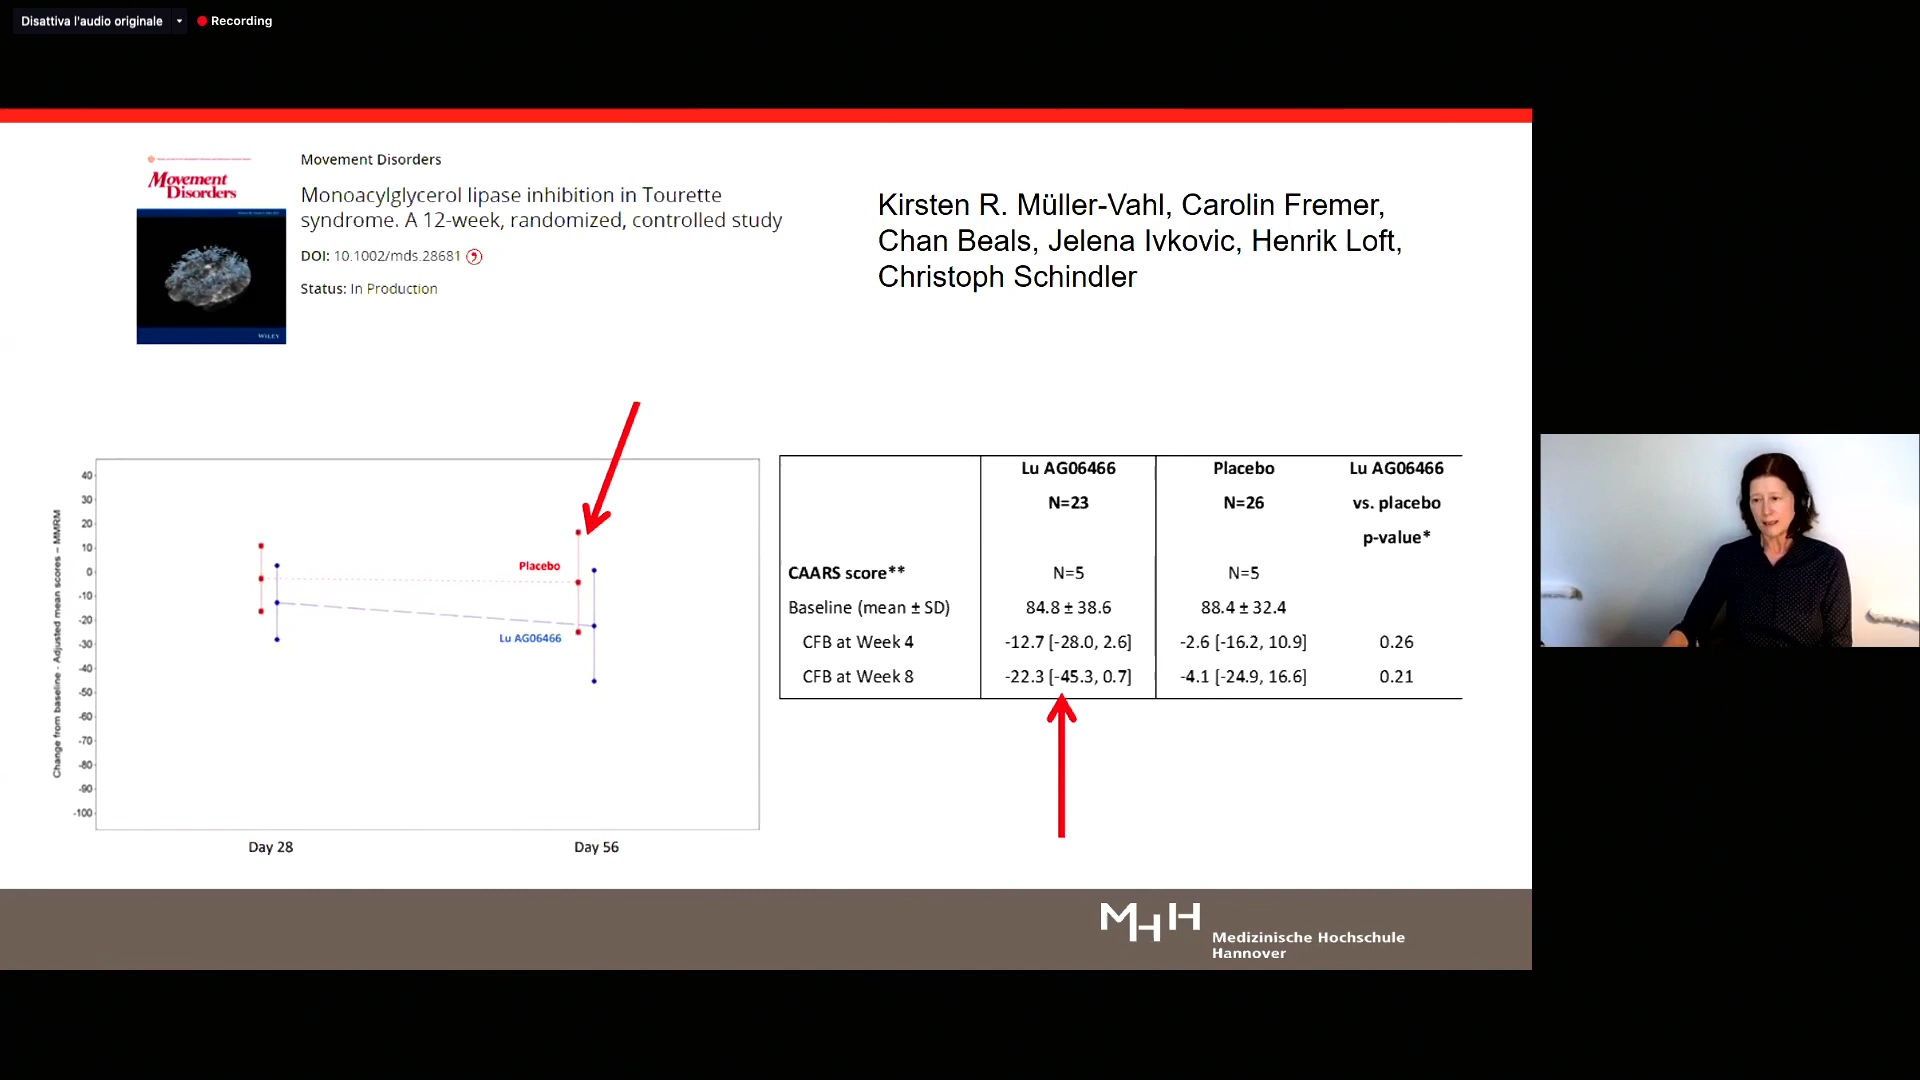 Disattiva l'audio originale
Recording
Movement
Disorders
WILEY
Movement Disorders
Monoacylglycerol lipase inhibition in Tourette
syndrome. A 12-week, randomized, controlled study
DOI: 10.1002/mds.28681
Status: In Production
Kirsten R. Müller-Vahl, Carolin Fremer,
Chan Beals, Jelena Ivkovic, Henrik Loft,
Christoph Schindler
Change from baseline - Adjusted mean scores – MMRM
40
30
20
10
0
-10
-20
-30
-40
-50
-60
-70
-80
-90
-100
Placebo
Lu AG06466
Day 28 Day 56
Lu AG06466 Placebo Lu AG06466
N=23 N=26 vs. placebo
p-value*
CAARS score** N=5 N=5
Baseline (mean ± SD) 84.8 ± 38.6 88.4 ± 32.4
CFB at Week 4 -12.7 [-28.0, 2.6] -2.6 [-16.2, 10.9] 0.26
CFB at Week 8 -22.3 [-45.3, 0.7] -4.1 [-24.9, 16.6] 0.21
MHH
Medizinische Hochschule
Hannover